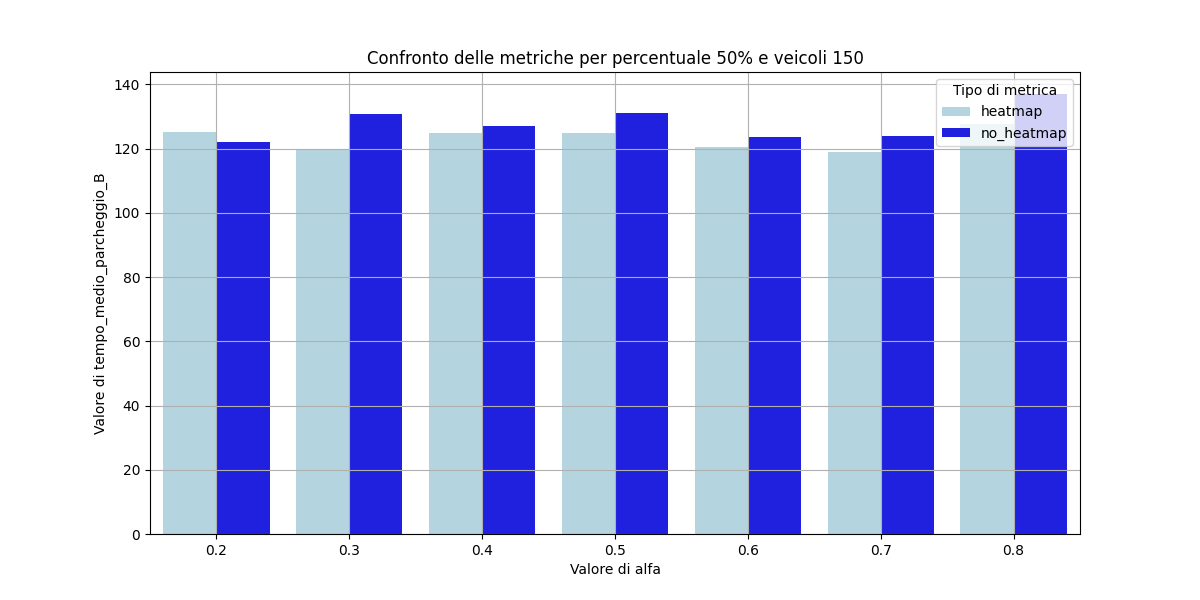 Confronto delle metriche per percentuale 50% e veicoli 150
Valore di tempo_medio_parcheggio_B
140
120
100
80
60
40
20
0
Tipo di metrica
heatmap
no_heatmap
0.2 0.3 0.4 0.5 0.6 0.7 0.8
Valore di alfa